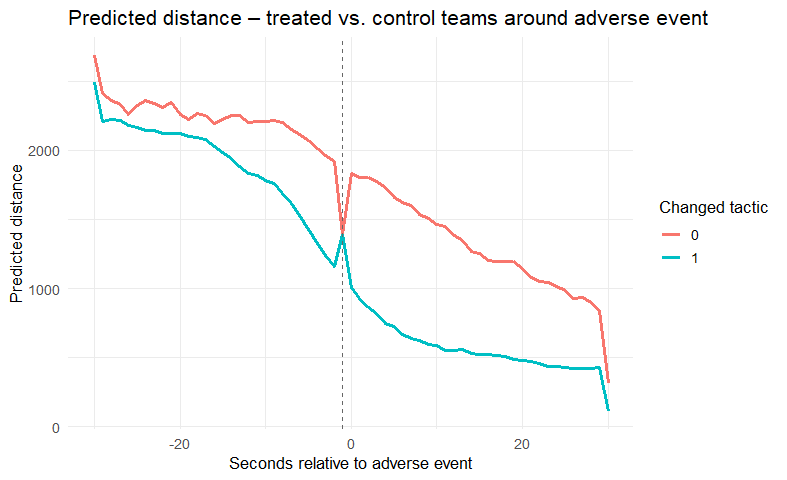 Predicted distance – treated vs. control teams around adverse event
Predicted distance
2000
1000
0
-20
0
20
Seconds relative to adverse event
Changed tactic
0
1